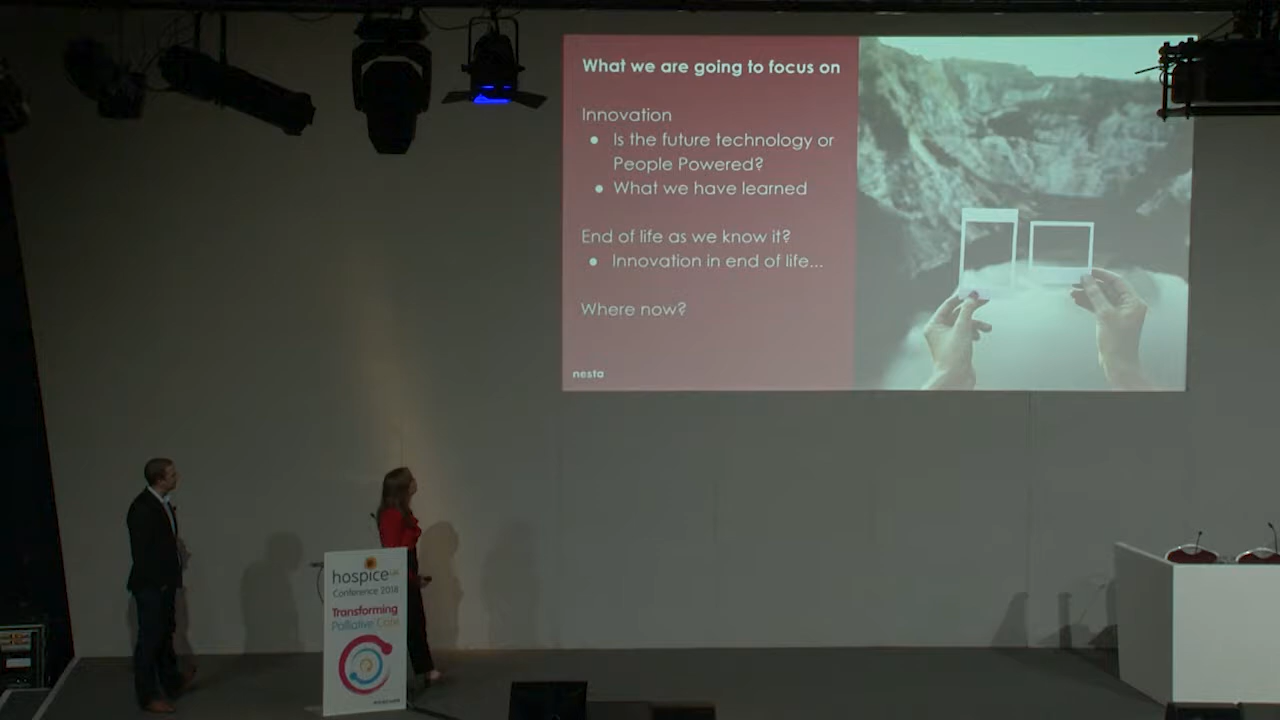 What we are going to focus on
Innovation
● Is the future technology or
People Powered?
● What we have learned
End of life as we know it?
● Innovation in end of life...
Where now?
nesta
hospice
Conference 2018
Transforming
Palliative Care